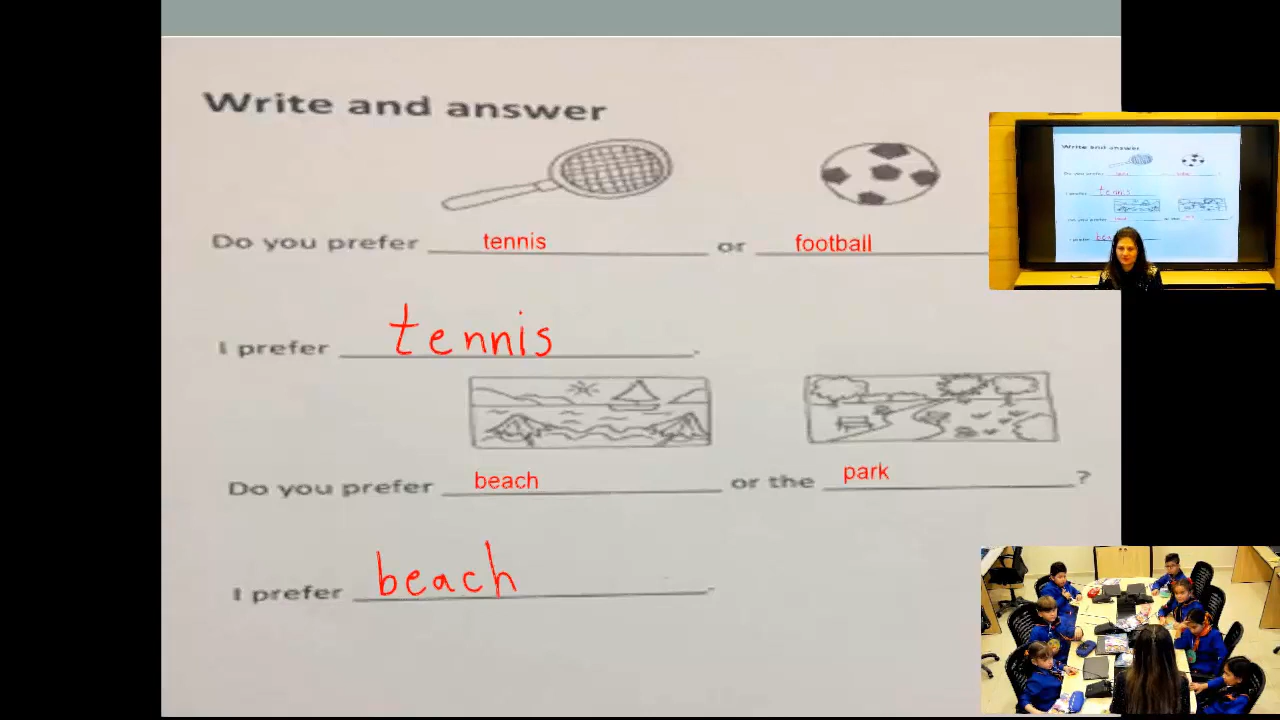 Write and answer
Do you prefer tennis or football
I prefer tennis.
Do you prefer beach or the park ?
I prefer beach.